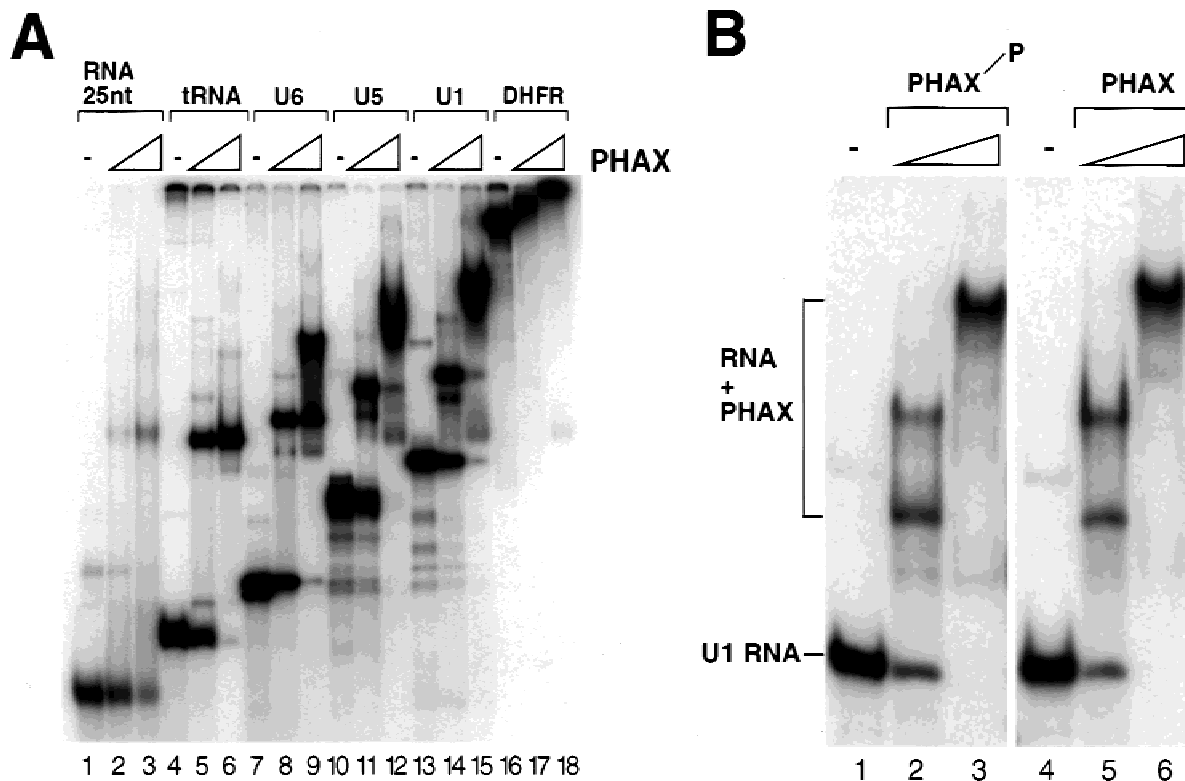 A
RNA
25nt tRNA U6 U5 U1 DHFR
- - - - - PHAX
1 2 3 4 5 6 7 8 9 10 11 12 13 14 15 16 17 18
B
P
PHAX PHAX
- -
RNA
+
PHAX
U1 RNA
1 2 3 4 5 6